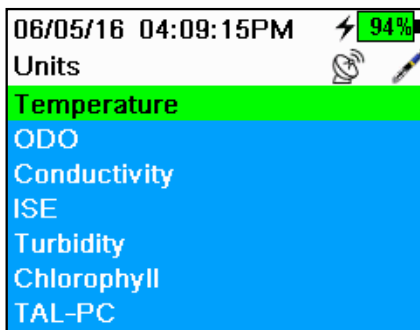 06/05/16 04:09:15PM 94%
Units
Temperature
ODO
Conductivity
ISE
Turbidity
Chlorophyll
TAL-PC